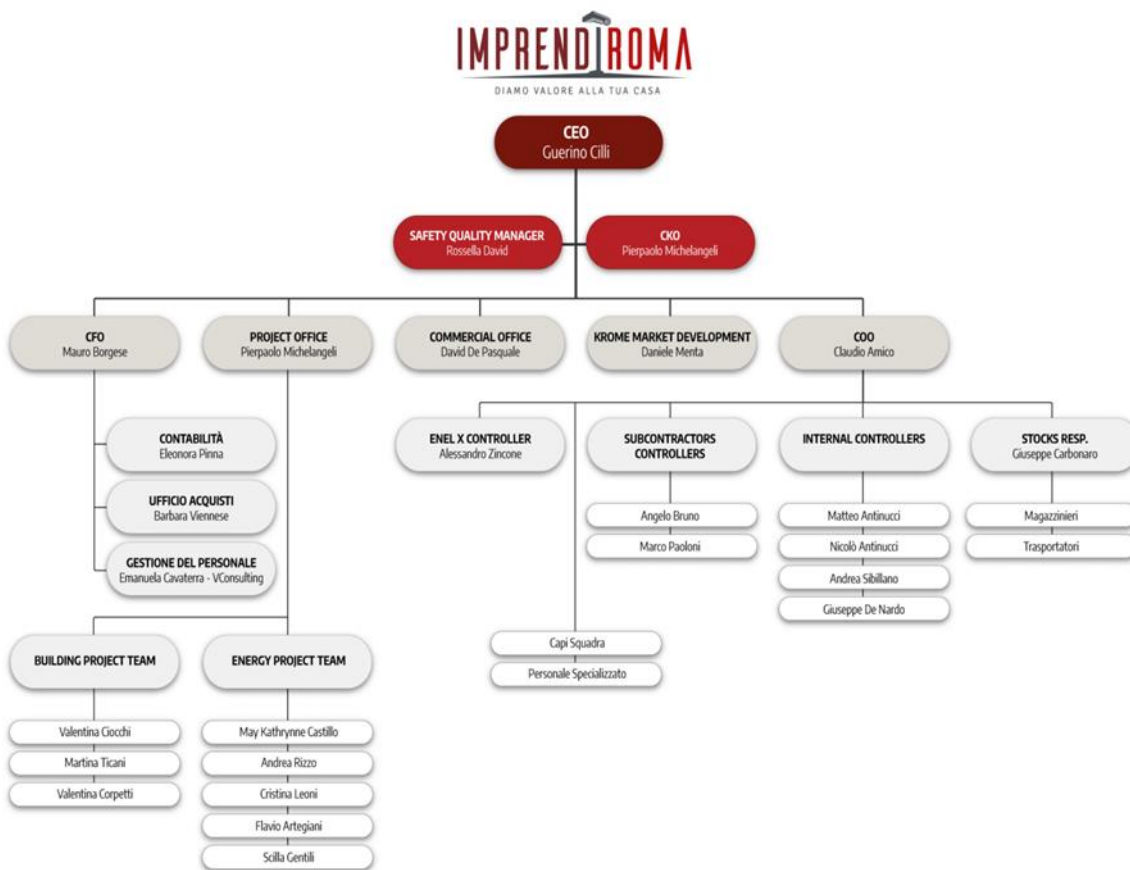 IMPRENDIROMA
DIAMO VALORE ALLA TUA CASA
CEO
Guerino Cilli
SAFETY QUALITY MANAGER
Rossella David
CKO
Pierpaolo Michelangeli
CFO
Mauro Borgese
PROJECT OFFICE
Pierpaolo Michelangeli
COMMERCIAL OFFICE
David De Pasquale
KROME MARKET DEVELOPMENT
Daniele Menta
COO
Claudio Amico
CONTABILITÀ
Eleonora Pinna
UFFICIO ACQUISTI
Barbara Viennese
GESTIONE DEL PERSONALE
Emanuela Cavaterra - VConsulting
ENEL X CONTROLLER
Alessandro Zincone
SUBCONTRACTORS
CONTROLLERS
Angelo Bruno
Marco Paoloni
INTERNAL CONTROLLERS
Matteo Antinucci
Nicolò Antinucci
Andrea Sibillano
Giuseppe De Nardo
STOCKS RESP.
Giuseppe Carbonaro
Magazzinieri
Trasportatori
Capi Squadra
Personale Specializzato
BUILDING PROJECT TEAM
Valentina Ciocchi
Martina Ticani
Valentina Corpetti
ENERGY PROJECT TEAM
May Kathrynne Castillo
Andrea Rizzo
Cristina Leoni
Flavio Artegiani
Scilla Gentili